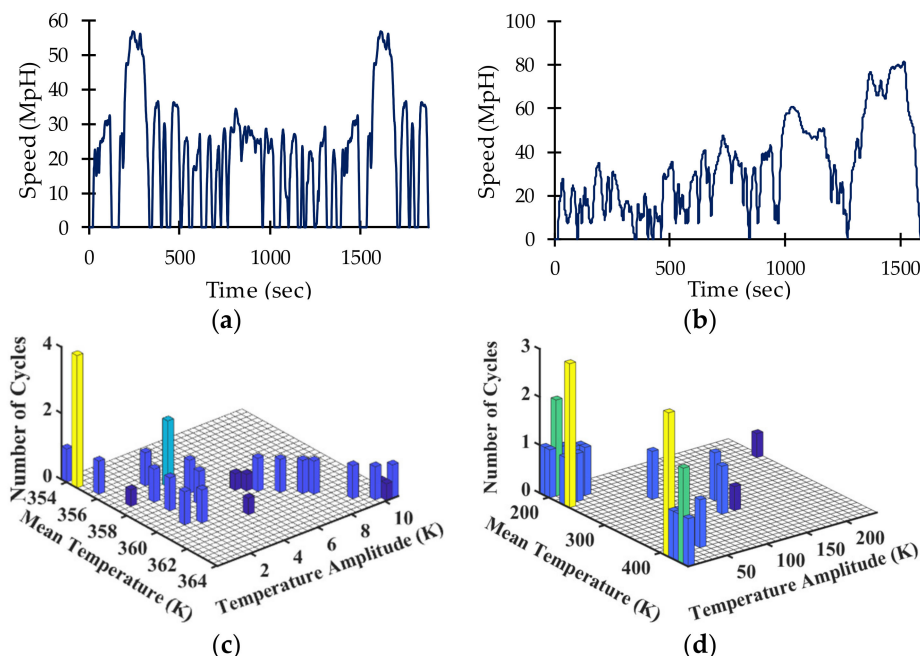 60
50
40
30
20
10
0
Speed (MpH)
0 500 1000 1500
Time (sec)
(a)
100
80
60
40
20
0
Speed (MpH)
0 500 1000 1500
Time (sec)
(b)
4
2
0
Number of Cycles
354
356
358
360
362
364
Mean Temperature (K)
2 4 6 8 10
Temperature Amplitude (K)
(c)
3
2
1
0
Number of Cycles
200
300
400
Mean Temperature (K)
50 100 150 200
Temperature Amplitude (K)
(d)